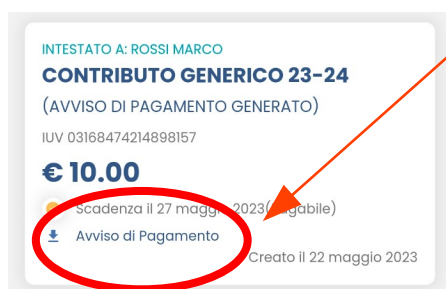 INTESTATO A: ROSSI MARCO
CONTRIBUTO GENERICO 23-24
(AVVISO DI PAGAMENTO GENERATO)
IUV 03168474214898157
€ 10.00
Scadenza il 27 maggio 2023(pagabile)
Avviso di Pagamento
Creato il 22 maggio 2023